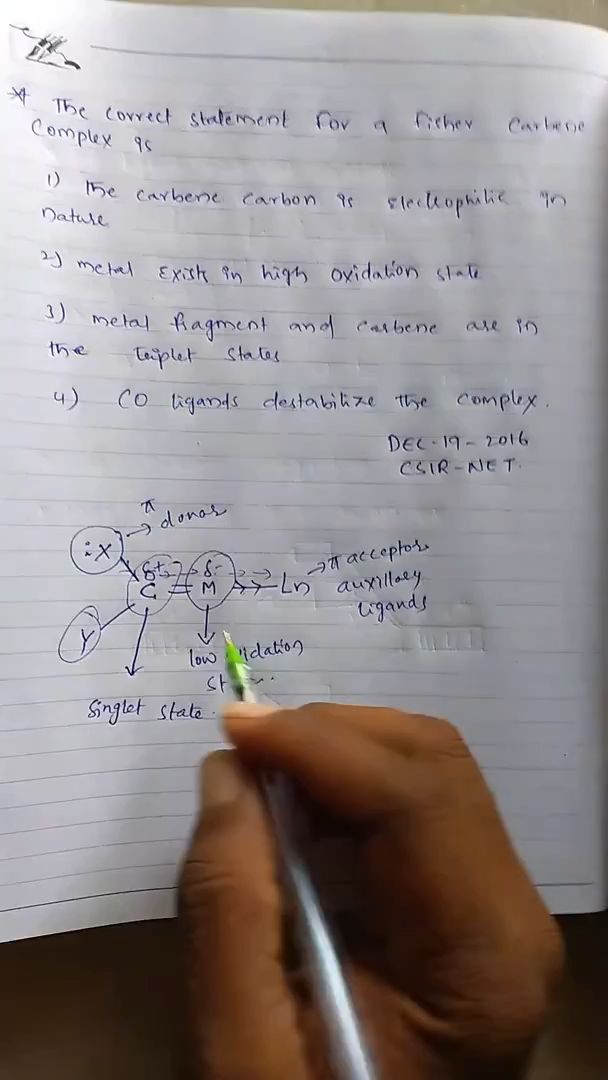 * The correct statement for a fisher carbene
Complex is
1) the carbene carbon is electrophilic in
nature
2) metal exists in high oxidation state
3) metal fragment and carbene are in
the triplet states
4) CO ligands destabilize the complex.
DEC-19-2016
CSIR-NET.
π
:X → donor
δ+ δ-
C = M Ln → π acceptor
auxillary
ligands
Y
low oxidation
Singlet state.